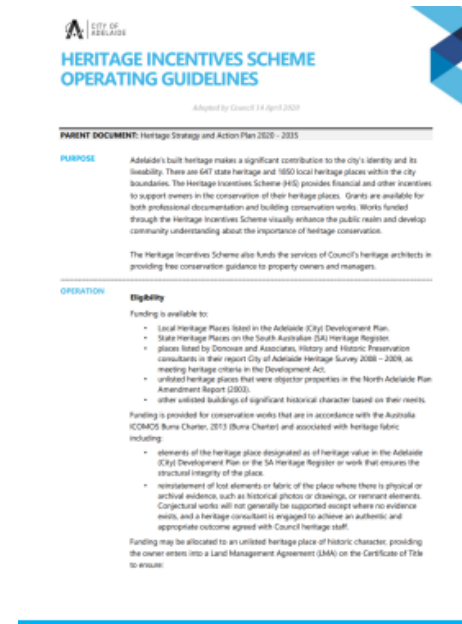 CITY OF
ADELAIDE
HERITAGE INCENTIVES SCHEME
OPERATING GUIDELINES
Adopted by Council 14 April 2020
PARENT DOCUMENT: Heritage Strategy and Action Plan 2020 - 2035
PURPOSE
Adelaide's built heritage makes a significant contribution to the city's identity and its
liveability. There are 647 state heritage and 1850 local heritage places within the city
boundaries. The Heritage Incentives Scheme (HIS) provides financial and other incentives
to support owners in the conservation of their heritage places. Grants are available for
both professional documentation and building conservation works. Works funded
through the Heritage Incentives Scheme visually enhance the public realm and develop
community understanding about the importance of heritage conservation.
The Heritage Incentives Scheme also funds the services of Council's heritage architects in
providing free conservation guidance to property owners and managers.
OPERATION
Eligibility
Funding is available to:
• Local Heritage Places listed in the Adelaide (City) Development Plan.
• State Heritage Places on the South Australian (SA) Heritage Register.
• places listed by Donovan and Associates, History and Historic Preservation
consultants in their report City of Adelaide Heritage Survey 2008 – 2009, as
meeting heritage criteria in the Development Act.
• unlisted heritage places that were objector properties in the North Adelaide Plan
Amendment Report (2003).
• other unlisted buildings of significant historical character based on their merits.
Funding is provided for conservation works that are in accordance with the Australia
ICOMOS Burra Charter, 2013 (Burra Charter) and associated with heritage fabric
including:
• elements of the heritage place designated as of heritage value in the Adelaide
(City) Development Plan or the SA Heritage Register or work that ensures the
structural integrity of the place.
• reinstatement of lost elements or fabric of the place where there is physical or
archival evidence, such as historical photos or drawings, or remnant elements.
Conjectural works will not generally be supported except where no evidence
exists, and a heritage consultant is engaged to achieve an authentic and
appropriate outcome agreed with Council heritage staff.
Funding may be allocated to an unlisted heritage place of historic character, providing
the owner enters into a Land Management Agreement (LMA) on the Certificate of Title
to ensure: